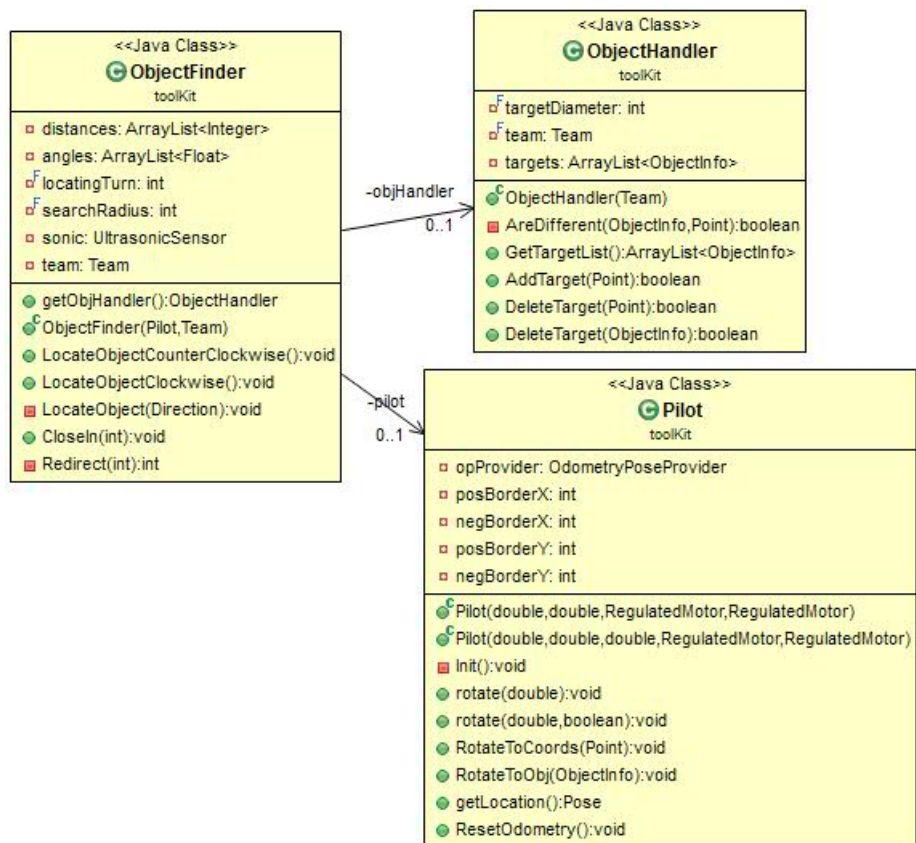 <<Java Class>>
ObjectFinder
toolKit
distances: ArrayList<Integer>
angles: ArrayList<Float>
locatingTurn: int
searchRadius: int
sonic: UltrasonicSensor
team: Team
getObjHandler():ObjectHandler
ObjectFinder(Pilot,Team)
LocateObjectCounterClockwise():void
LocateObjectClockwise():void
LocateObject(Direction):void
CloseIn(int):void
Redirect(int):int
-objHandler
0..1
<<Java Class>>
ObjectHandler
toolKit
targetDiameter: int
team: Team
targets: ArrayList<ObjectInfo>
ObjectHandler(Team)
AreDifferent(ObjectInfo,Point):boolean
GetTargetList():ArrayList<ObjectInfo>
AddTarget(Point):boolean
DeleteTarget(Point):boolean
DeleteTarget(ObjectInfo):boolean
-pilot
0..1
<<Java Class>>
Pilot
toolKit
opProvider: OdometryPoseProvider
posBorderX: int
negBorderX: int
posBorderY: int
negBorderY: int
Pilot(double,double,RegulatedMotor,RegulatedMotor)
Pilot(double,double,double,RegulatedMotor,RegulatedMotor)
Init():void
rotate(double):void
rotate(double,boolean):void
RotateToCoords(Point):void
RotateToObj(ObjectInfo):void
getLocation():Pose
ResetOdometry():void